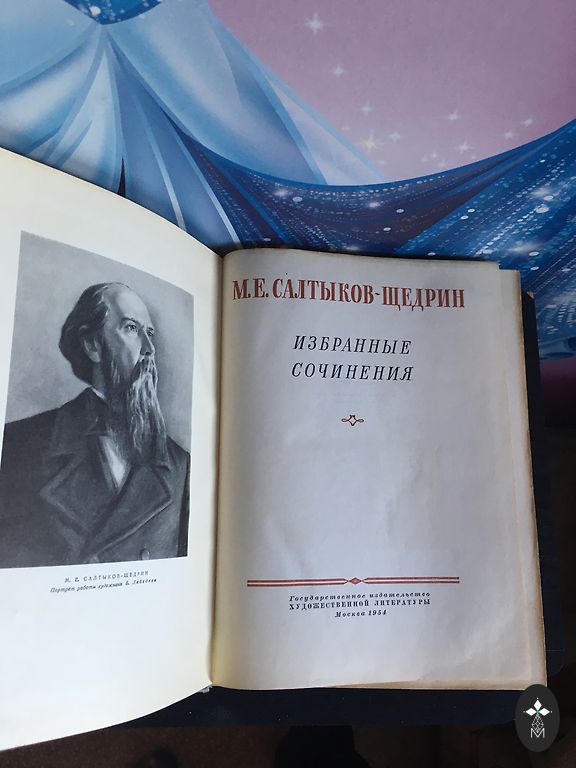 М. Е. САЛТЫКОВ-ЩЕДРИН
Портрет работы художника Б. Лебедева
М.Е. САЛТЫКОВ-ЩЕДРИН
ИЗБРАННЫЕ
СОЧИНЕНИЯ
Государственное издательство
ХУДОЖЕСТВЕННОЙ ЛИТЕРАТУРЫ
Москва 1954
М